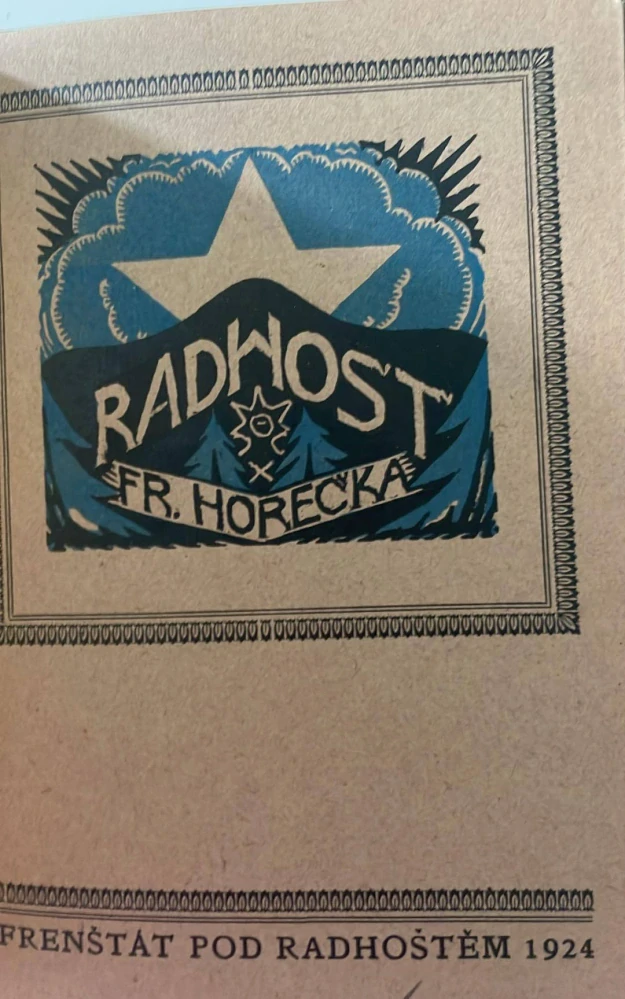 RADHOST
FR. HOREČKA
FRENŠTÁT POD RADHOŠTĚM 1924